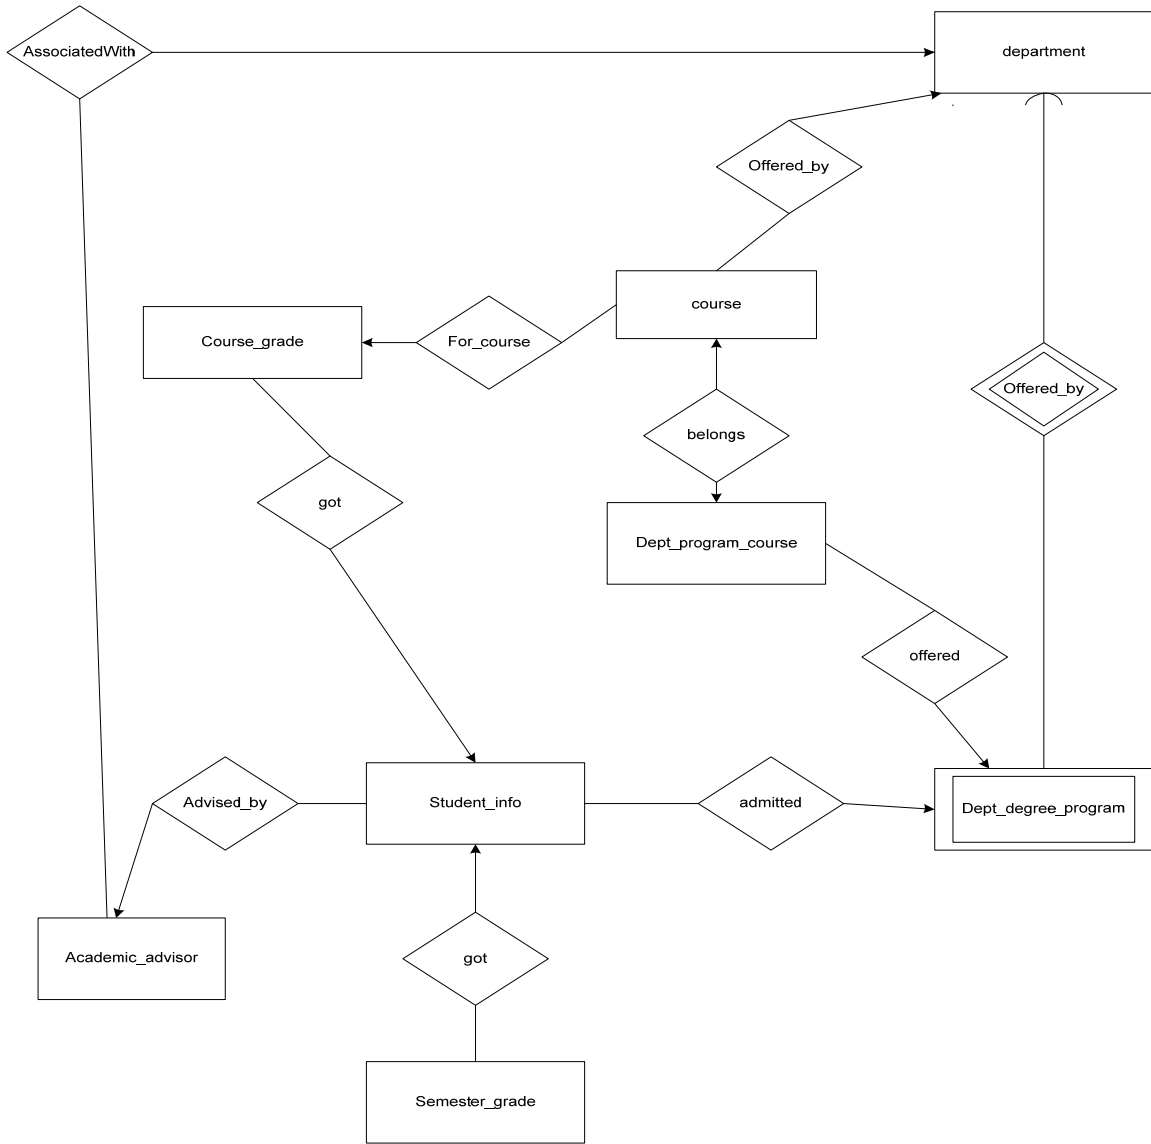 AssociatedWith
department
Offered_by
course
Course_grade
For_course
Offered_by
belongs
got
Dept_program_course
offered
Advised_by
Student_info
admitted
Dept_degree_program
Academic_advisor
got
Semester_grade